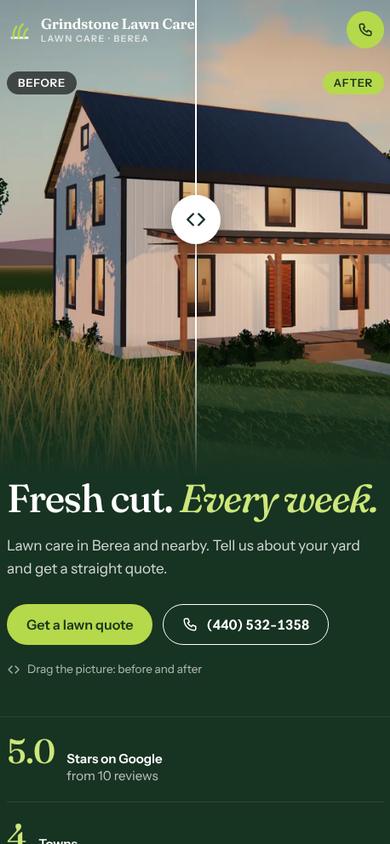 Grindstone Lawn Care
LAWN CARE · BEREA
BEFORE
AFTER
Fresh cut. Every week.
Lawn care in Berea and nearby. Tell us about your yard
and get a straight quote.
Get a lawn quote
(440) 532-1358
Drag the picture: before and after
5.0
Stars on Google
from 10 reviews
4
Towns